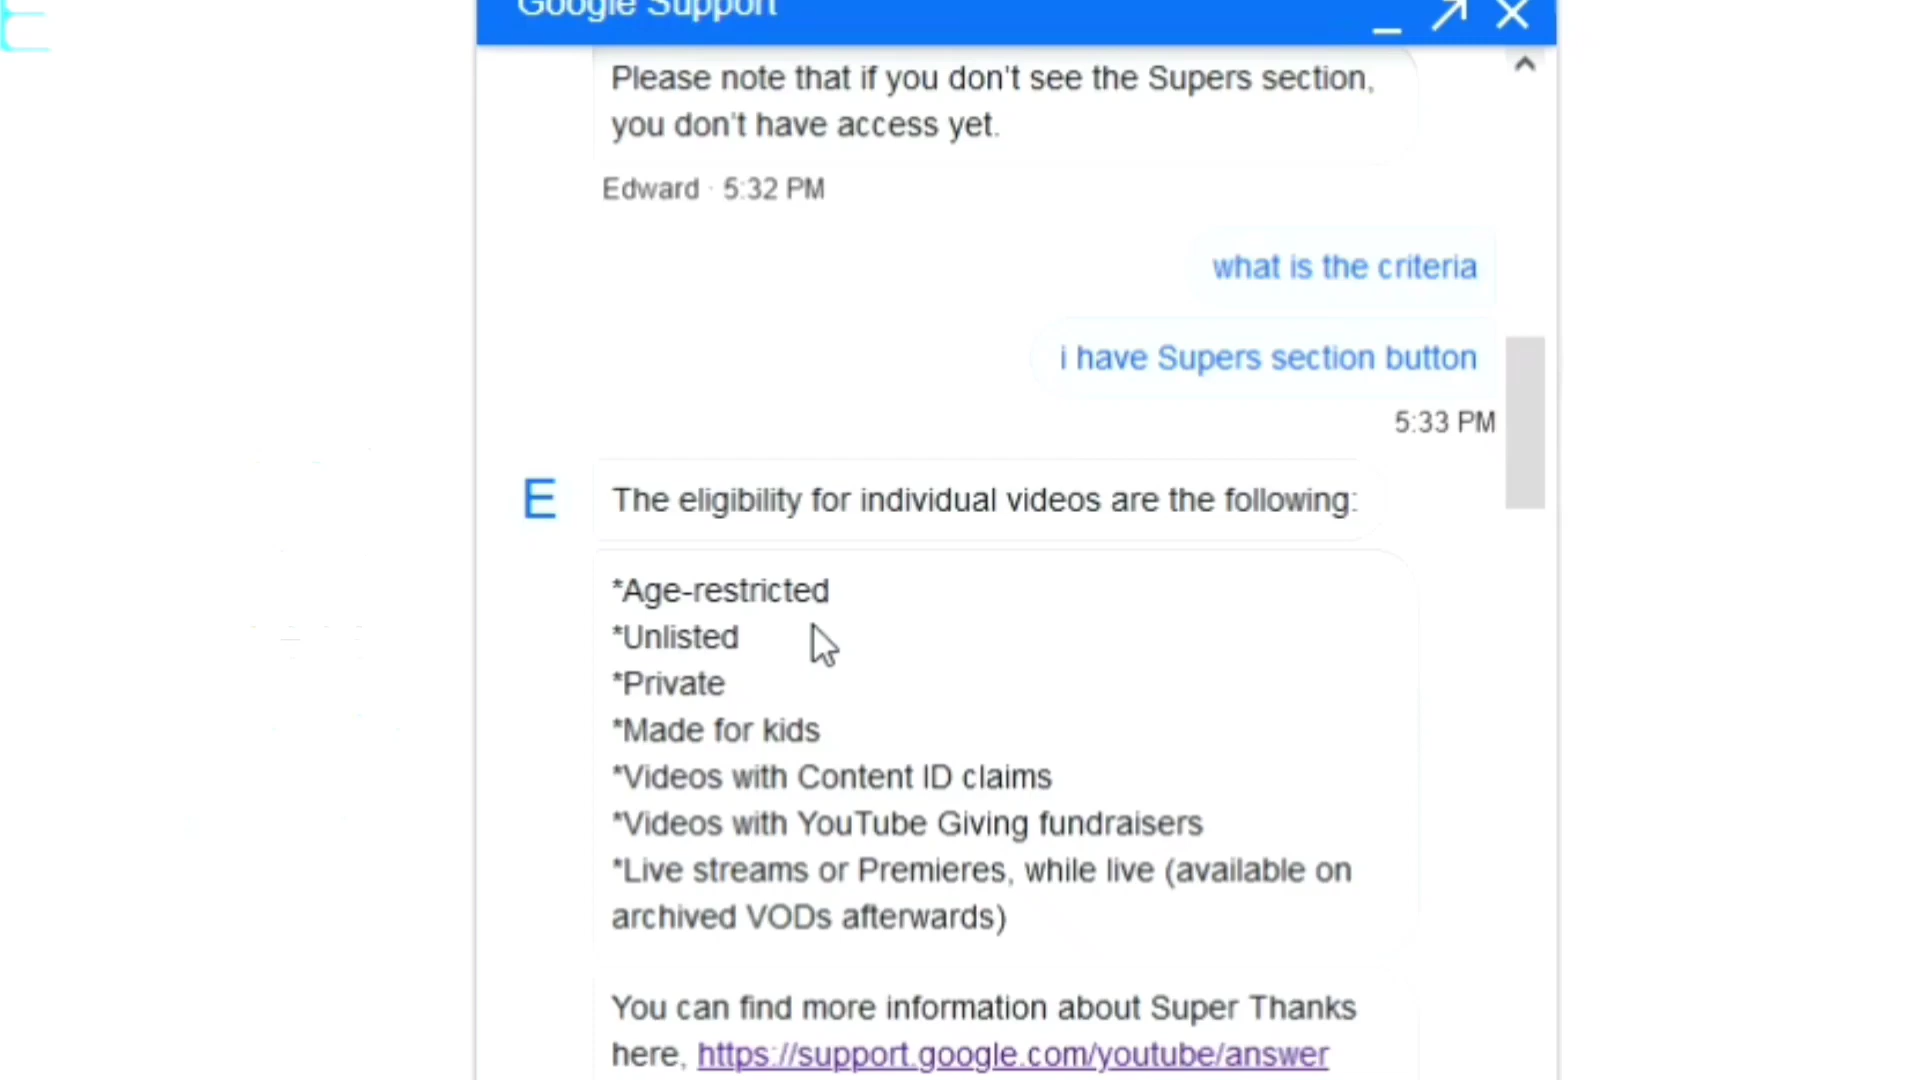 Google Support
Please note that if you don't see the Supers section,
you don't have access yet.
Edward · 5:32 PM
what is the criteria
i have Supers section button
5:33 PM
E
The eligibility for individual videos are the following:
*Age-restricted
*Unlisted
*Private
*Made for kids
*Videos with Content ID claims
*Videos with YouTube Giving fundraisers
*Live streams or Premieres, while live (available on
archived VODs afterwards)
You can find more information about Super Thanks
here, https://support.google.com/youtube/answer